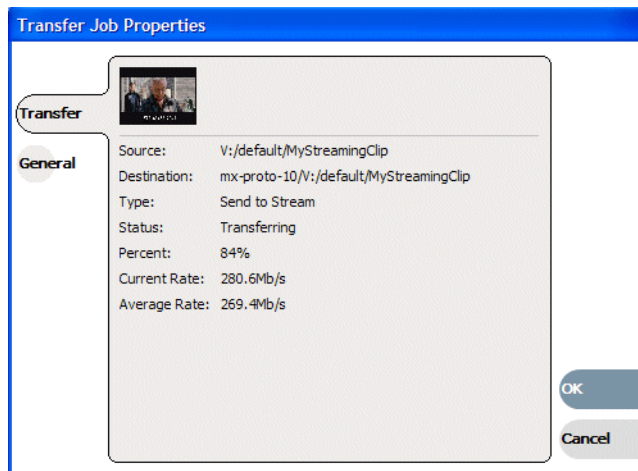 Transfer Job Properties
Transfer
General
Source: V:/default/MyStreamingClip
Destination: mx-proto-10/V:/default/MyStreamingClip
Type: Send to Stream
Status: Transferring
Percent: 84%
Current Rate: 280.6Mb/s
Average Rate: 269.4Mb/s
OK
Cancel